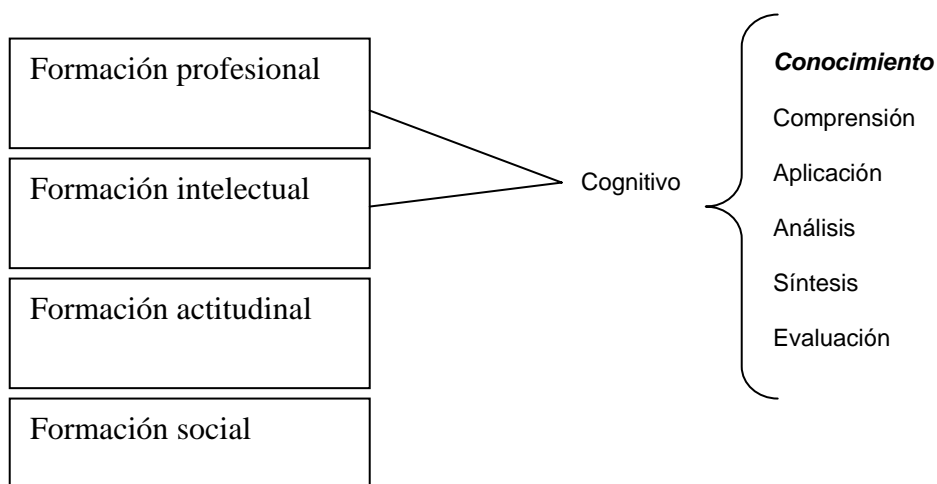 Formación profesional
Formación intelectual
Formación actitudinal
Formación social
Cognitivo
Conocimiento
Comprensión
Aplicación
Análisis
Síntesis
Evaluación